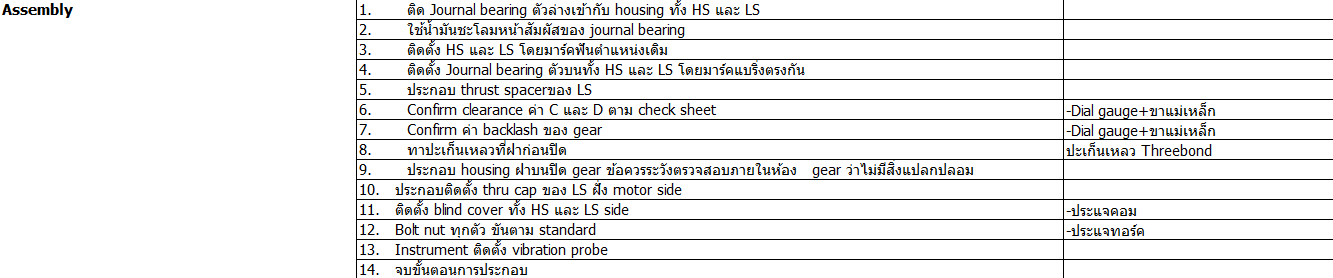 Assembly 1. ติด Journal bearing ตัวล่างเข้ากับ housing ทั้ง HS และ LS
2. ใช้น้ำมันชะโลมหน้าสัมผัสของ journal bearing
3. ติดตั้ง HS และ LS โดยมาร์คฟันตำแหน่งเดิม
4. ติดตั้ง Journal bearing ตัวบนทั้ง HS และ LS โดยมาร์คแบริ่งตรงกัน
5. ประกอบ thrust spacerของ LS
6. Confirm clearance ค่า C และ D ตาม check sheet -Dial gauge+ขาแม่เหล็ก
7. Confirm ค่า backlash ของ gear -Dial gauge+ขาแม่เหล็ก
8. ทาปะเก็นเหลวที่ฝาก่อนปิด ปะเก็นเหลว Threebond
9. ประกอบ housing ฝาบนปิด gear ข้อควรระวังตรวจสอบภายในห้อง gear ว่าไม่มีสิ่งแปลกปลอม
10. ประกอบติดตั้ง thru cap ของ LS ฝั่ง motor side
11. ติดตั้ง blind cover ทั้ง HS และ LS side -ประแจคอม
12. Bolt nut ทุกตัว ขันตาม standard -ประแจทอร์ค
13. Instrument ติดตั้ง vibration probe
14. จบขั้นตอนการประกอบ